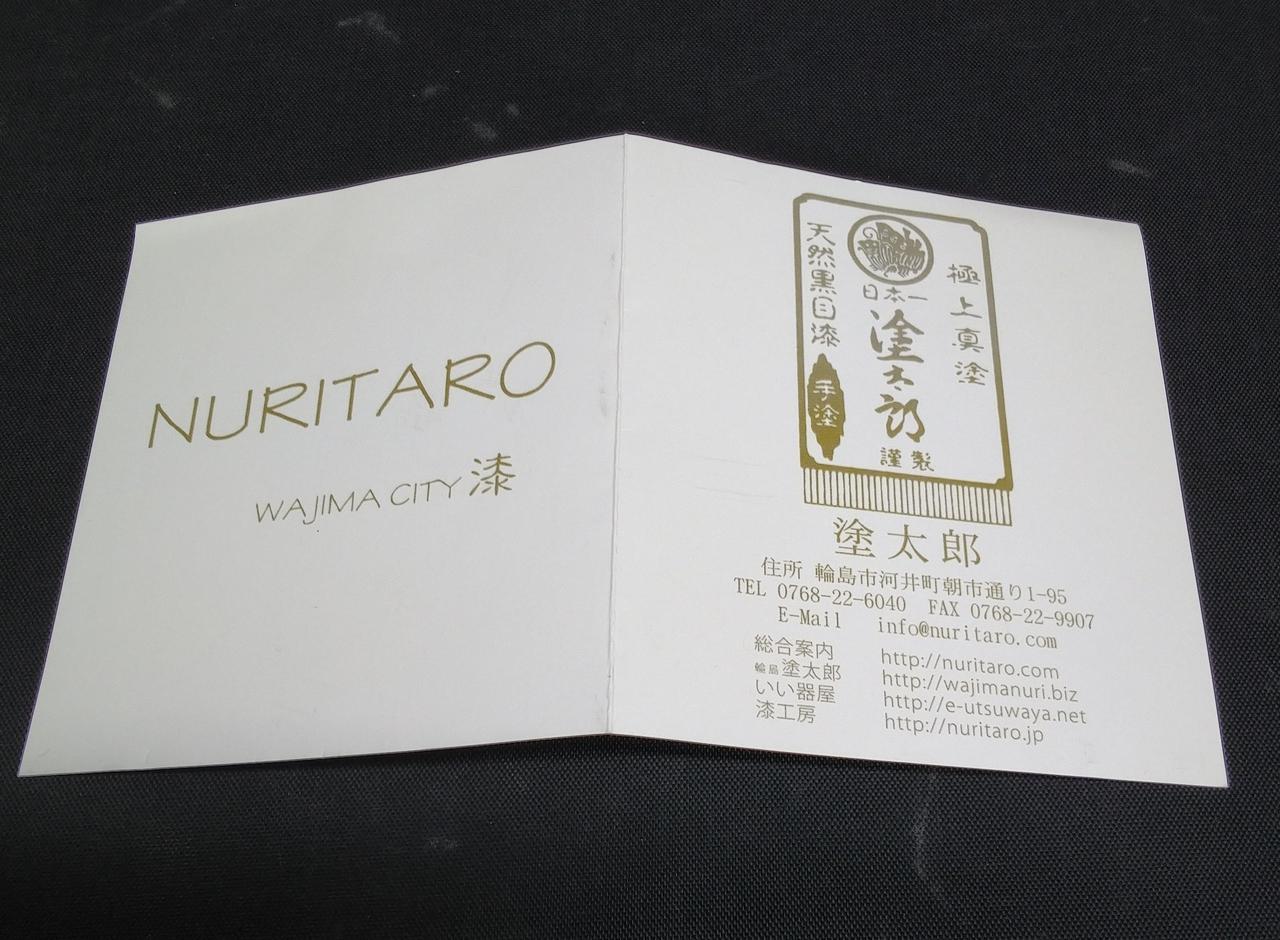 NURITARO
WAJIMA CITY 漆
極上真塗
日本一
塗太郎
謹製
天然黒目漆
手塗
塗太郎
住所 輪島市河井町朝市通り1-95
TEL 0768-22-6040 FAX 0768-22-9907
E-Mail info@nuritaro.com
総合案内 http://nuritaro.com
輪島 塗太郎 http://wajimanuri.biz
いい器屋 http://e-utsuwaya.net
漆工房 http://nuritaro.jp